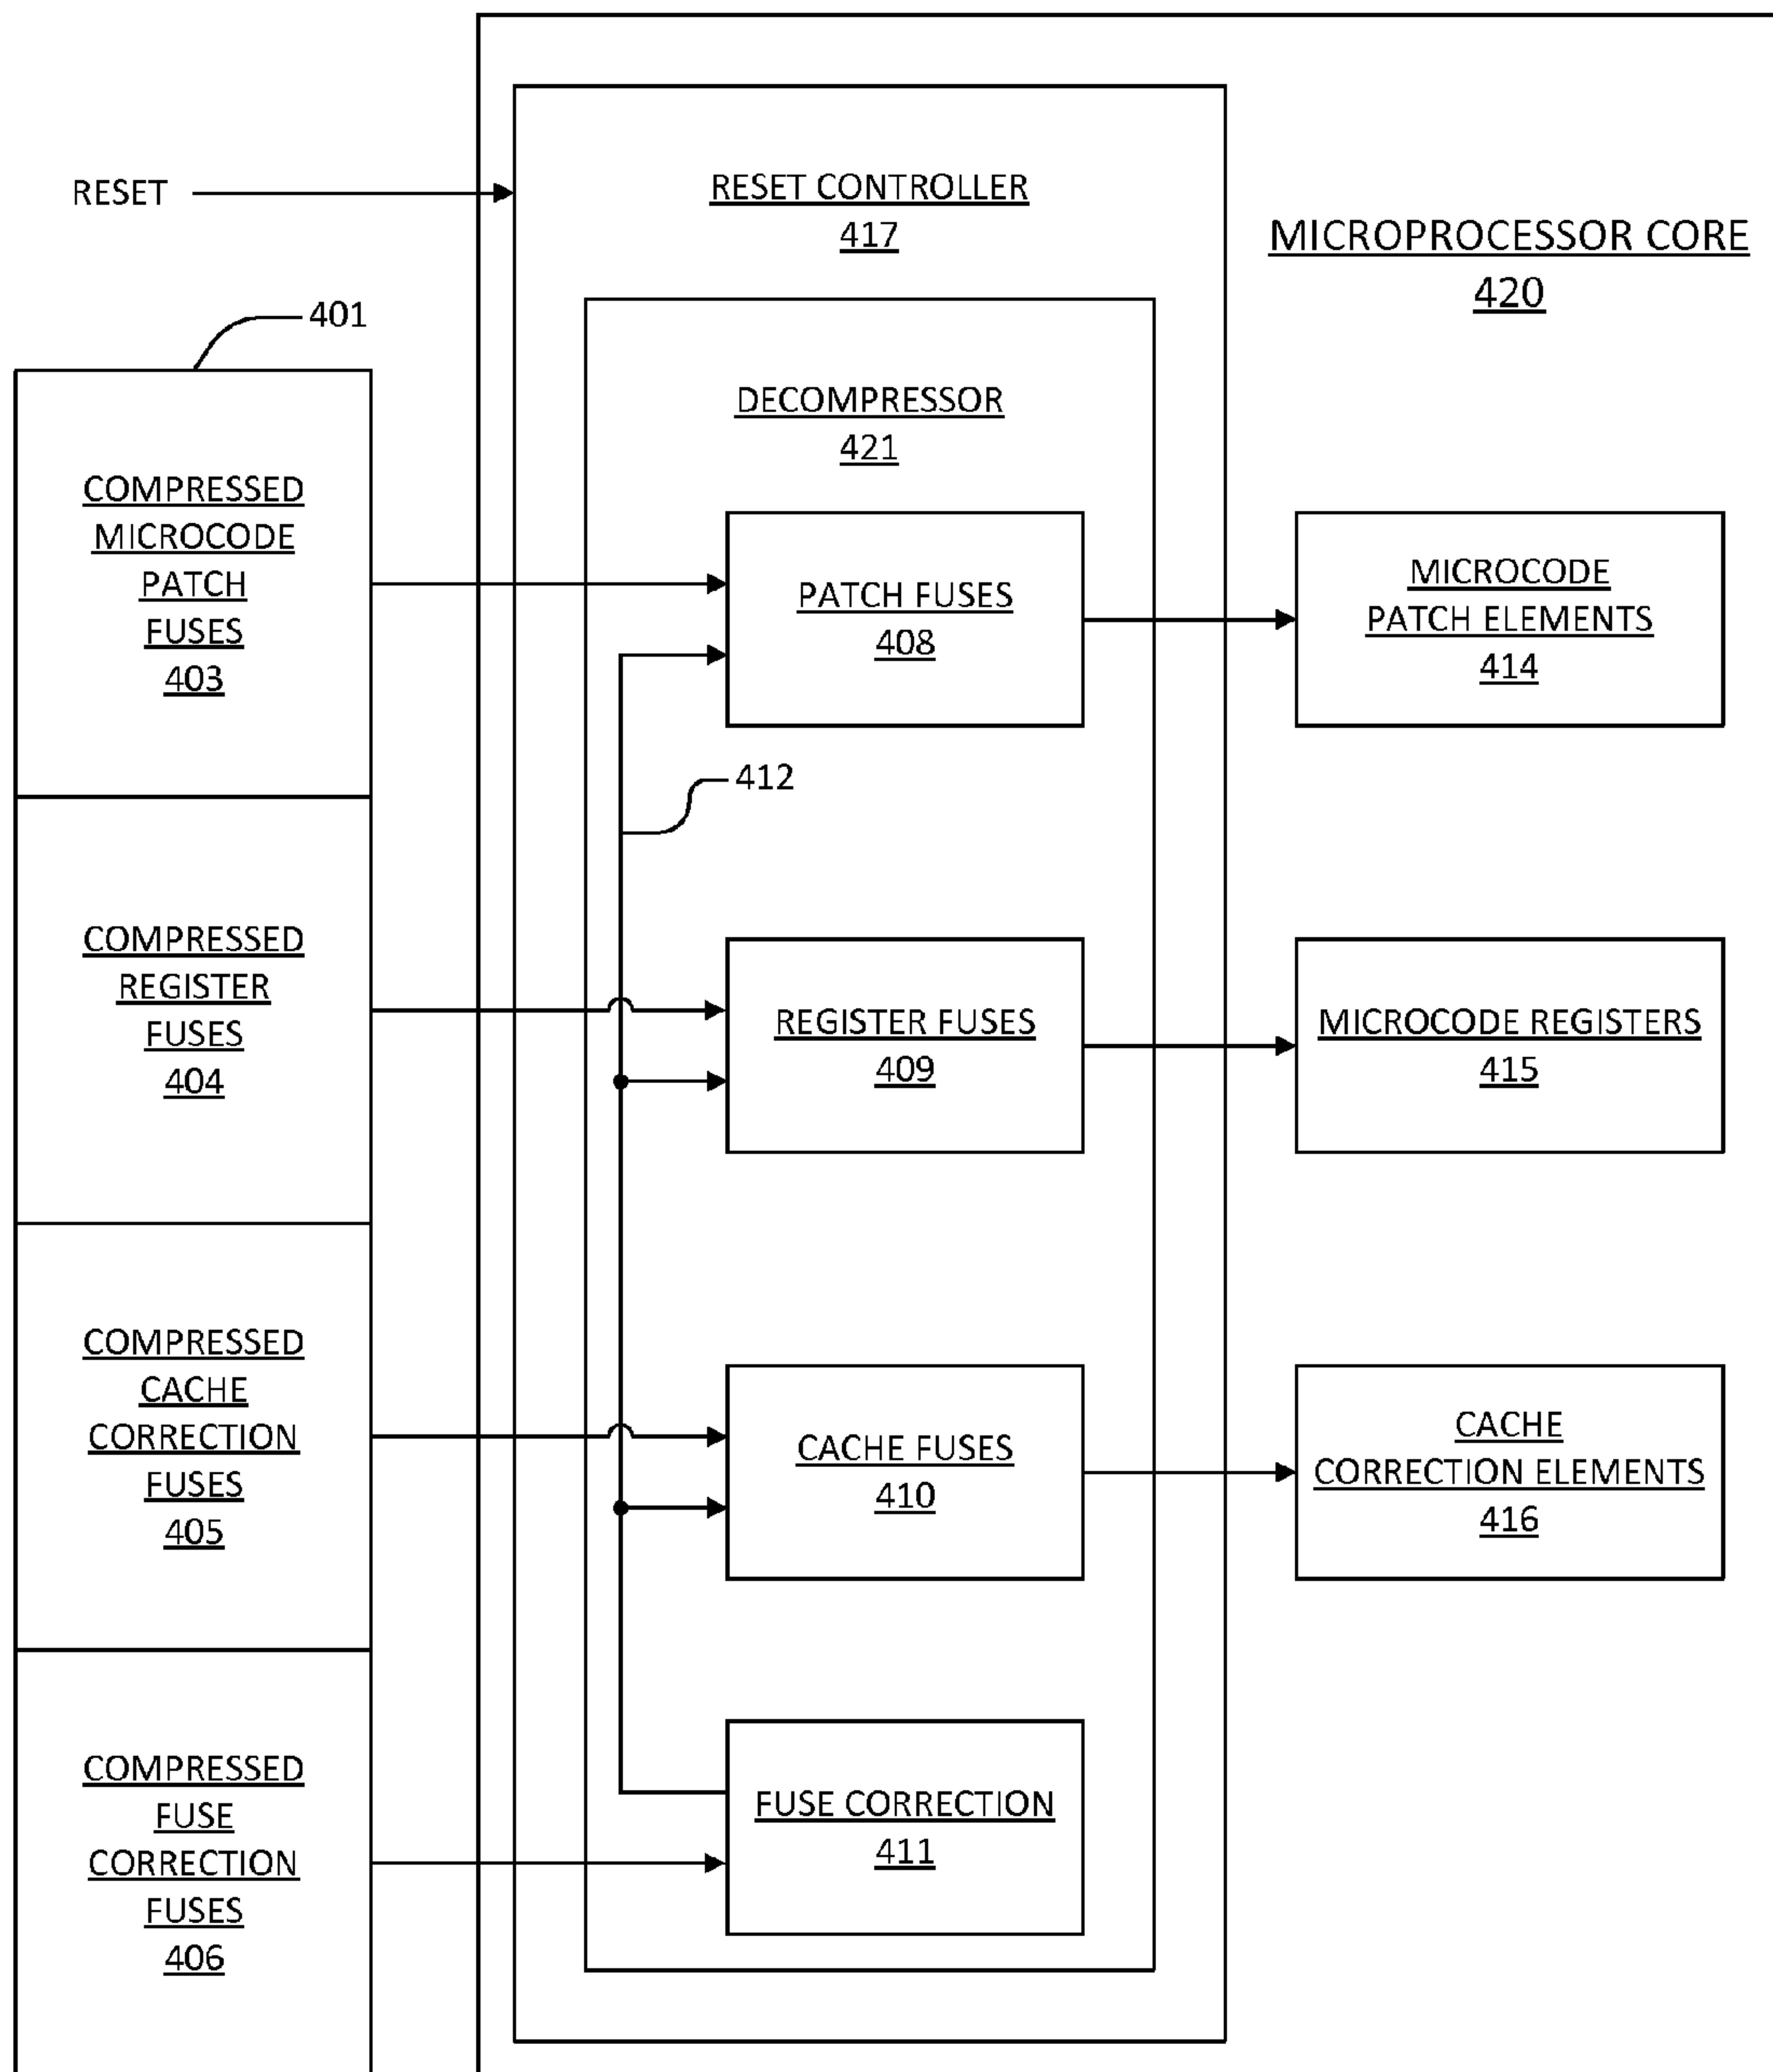 RESET
RESET CONTROLLER
417
MICROPROCESSOR CORE
420
401
DECOMPRESSOR
421
COMPRESSED
MICROCODE
PATCH
FUSES
403
PATCH FUSES
408
MICROCODE
PATCH ELEMENTS
414
412
COMPRESSED
REGISTER
FUSES
404
REGISTER FUSES
409
MICROCODE REGISTERS
415
COMPRESSED
CACHE
CORRECTION
FUSES
405
CACHE FUSES
410
CACHE
CORRECTION ELEMENTS
416
COMPRESSED
FUSE
CORRECTION
FUSES
406
FUSE CORRECTION
411